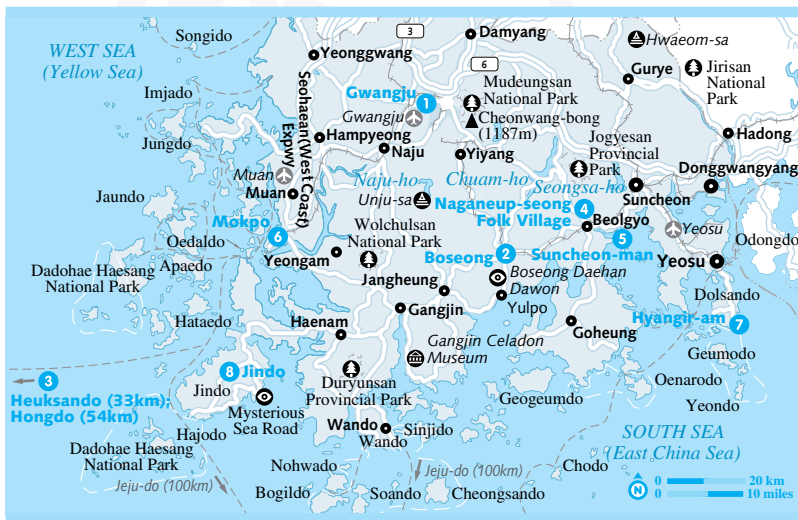 Songido
WEST SEA
(Yellow Sea)
Yeonggwang
3
Damyang
Hwaeom-sa
6
Gurye
Jirisan
National
Park
Imjado
Seohaean (West Coast)
Expwy
Gwangju
1
Gwangju
Mudeungsan
National Park
Cheonwang-bong
(1187m)
Jungdo
Hampyeong
Naju
Yiyang
Jogyesan
Provincial
Park
Hadong
Donggwangyang
Muan
Muan
Naju-ho
Chuam-ho
Seongsa-ho
Suncheon
Jaundo
Unju-sa
Naganeup-seong
Folk Village
4
Beolgyo
Yeosu
Mokpo
6
Oedaldo
Wolchulsan
National Park
Yeongam
Boseong
2
Suncheon-man
5
Odongdo
Yeosu
Dadohae Haesang
National Park
Apaedo
Jangheung
Boseong Daehan
Dawon
Yulpo
Dolsando
Gangjin
Hataedo
Haenam
Goheung
Hyangir-am
7
Gangjin Celadon
Museum
Geumodo
8
Jindo
3
Heuksando (33km);
Hongdo (54km)
Jindo
Mysterious
Sea Road
Duryunsan
Provincial Park
Geogeumdo
Oenarodo
Yeondo
Wando
Wando
Sinjido
Hajodo
Dadohae Haesang
National Park
SOUTH SEA
(East China Sea)
Nohwado
Chodo
Jeju-do (100km)
Jeju-do (100km)
Bogildo
Soando
Cheongsando
N
0 20 km
0 10 miles